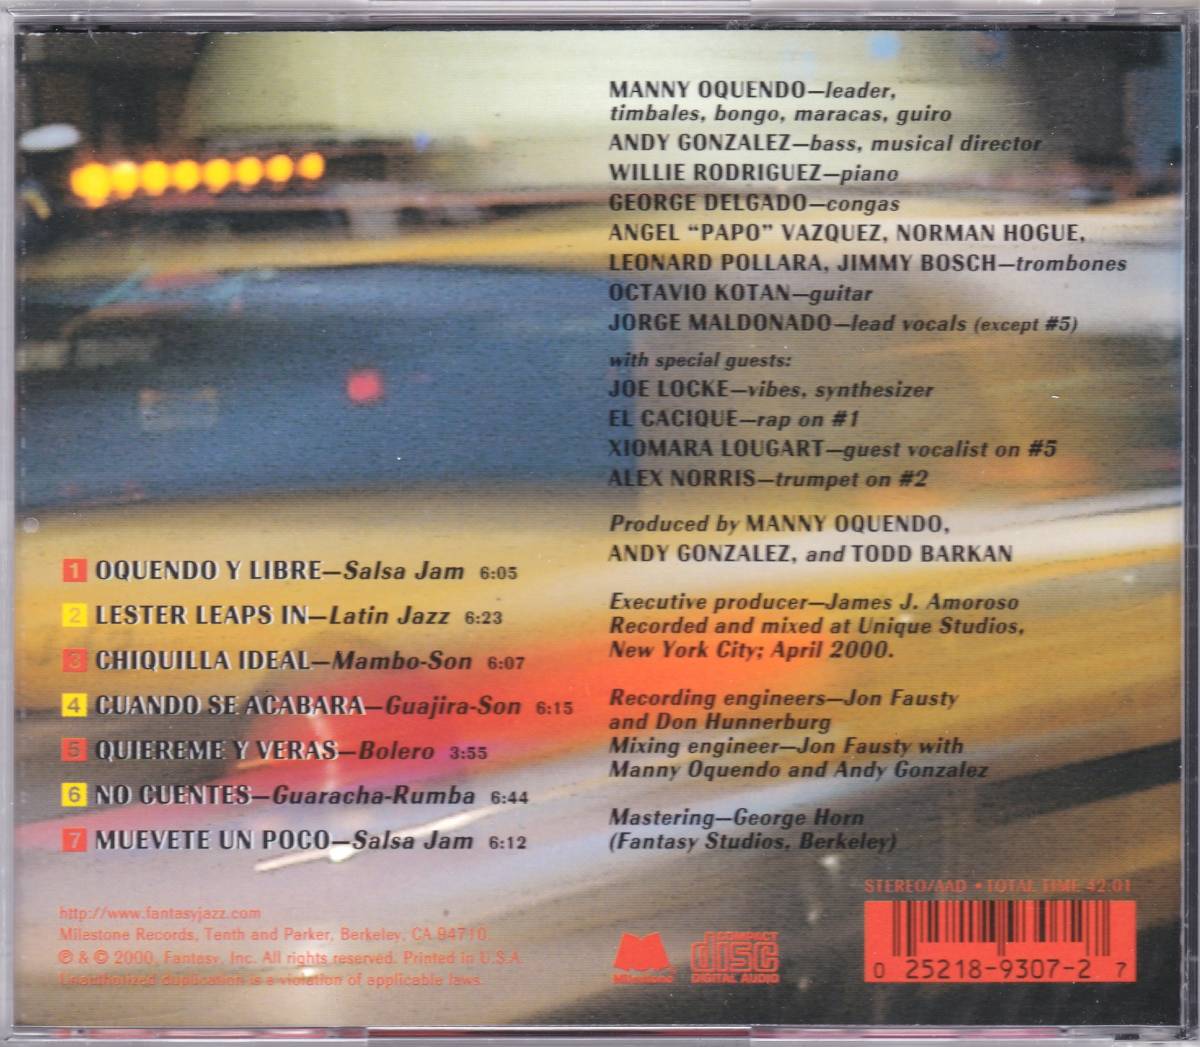 MANNY OQUENDO—leader,
timbales, bongo, maracas, guiro
ANDY GONZALEZ—bass, musical director
WILLIE RODRIGUEZ—piano
GEORGE DELGADO—congas
ANGEL “PAPO” VAZQUEZ, NORMAN HOGUE,
LEONARD POLLARA, JIMMY BOSCH—trombones
OCTAVIO KOTAN—guitar
JORGE MALDONADO—lead vocals (except #5)
with special guests:
JOE LOCKE—vibes, synthesizer
EL CACIQUE—rap on #1
XIOMARA LOUGART—guest vocalist on #5
ALEX NORRIS—trumpet on #2
Produced by MANNY OQUENDO,
ANDY GONZALEZ, and TODD BARKAN
Executive producer—James J. Amoroso
Recorded and mixed at Unique Studios,
New York City; April 2000.
Recording engineers—Jon Fausty
and Don Hunnerburg
Mixing engineer—Jon Fausty with
Manny Oquendo and Andy Gonzalez
Mastering—George Horn
(Fantasy Studios, Berkeley)
1 OQUENDO Y LIBRE—Salsa Jam 6:05
2 LESTER LEAPS IN—Latin Jazz 6:23
3 CHIQUILLA IDEAL—Mambo-Son 6:07
4 CUANDO SE ACABARA—Guajira-Son 6:15
5 QUIEREME Y VERAS—Bolero 3:55
6 NO CUENTES—Guaracha-Rumba 6:44
7 MUEVETE UN POCO—Salsa Jam 6:12
http://www.fantasyjazz.com
Milestone Records, Tenth and Parker, Berkeley, CA 94710.
℗ & © 2000, Fantasy, Inc. All rights reserved. Printed in U.S.A.
Unauthorized duplication is a violation of applicable laws.
Milestone
COMPACT
disc
DIGITAL AUDIO
STEREO/AAD • TOTAL TIME 42:01
0 25218-9307-2 7